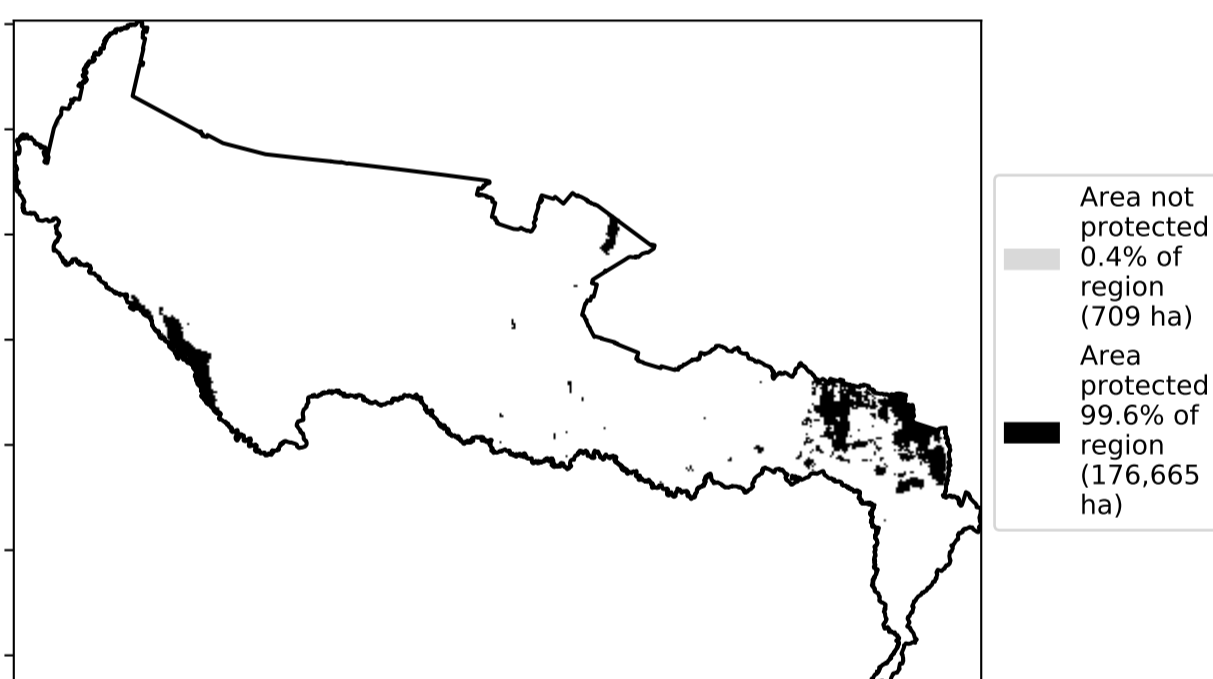 Area not
protected
0.4% of
region
(709 ha)
Area
protected
99.6% of
region
(176,665
ha)